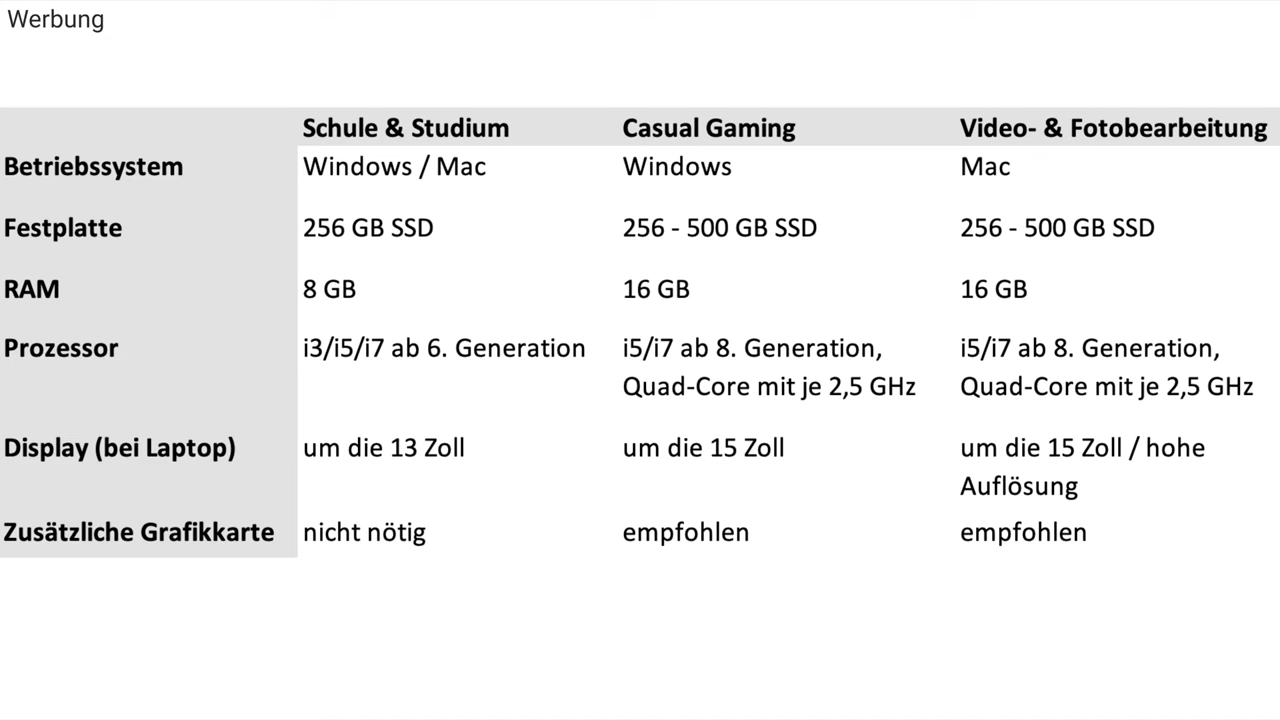 Werbung
Schule & Studium Casual Gaming Video- & Fotobearbeitung
Betriebssystem Windows / Mac Windows Mac
Festplatte 256 GB SSD 256 - 500 GB SSD 256 - 500 GB SSD
RAM 8 GB 16 GB 16 GB
Prozessor i3/i5/i7 ab 6. Generation i5/i7 ab 8. Generation, i5/i7 ab 8. Generation,
Quad-Core mit je 2,5 GHz Quad-Core mit je 2,5 GHz
Display (bei Laptop) um die 13 Zoll um die 15 Zoll um die 15 Zoll / hohe
Auflösung
Zusätzliche Grafikkarte nicht nötig empfohlen empfohlen